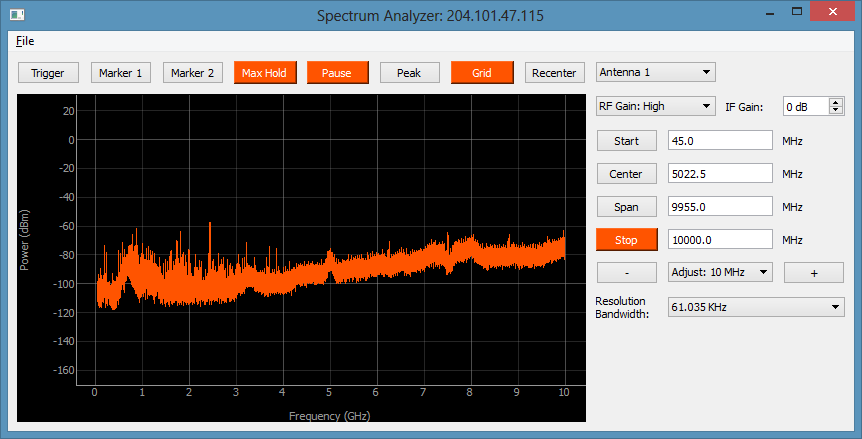 Spectrum Analyzer: 204.101.47.115
File
Trigger Marker 1 Marker 2 Max Hold Pause Peak Grid Recenter Antenna 1
RF Gain: High IF Gain: 0 dB
Start 45.0 MHz
Center 5022.5 MHz
Span 9955.0 MHz
Stop 10000.0 MHz
- Adjust: 10 MHz +
Resolution
Bandwidth: 61.035 KHz
Power (dBm)
20
0
-20
-40
-60
-80
-100
-120
-140
-160
0 1 2 3 4 5 6 7 8 9 10
Frequency (GHz)